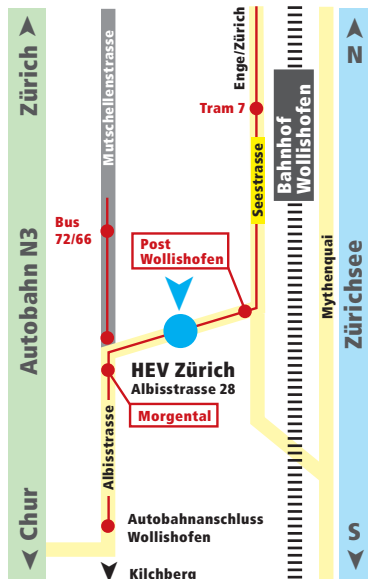 Zürich
Autobahn N3
Chur
Mutschellenstrasse
Enge/Zürich
Tram 7
Seestrasse
Bahnhof
Wollishofen
N
Zürichsee
S
Mythenquai
Bus
72/66
Post
Wollishofen
HEV Zürich
Albisstrasse 28
Morgental
Albisstrasse
Autobahnanschluss
Wollishofen
Kilchberg